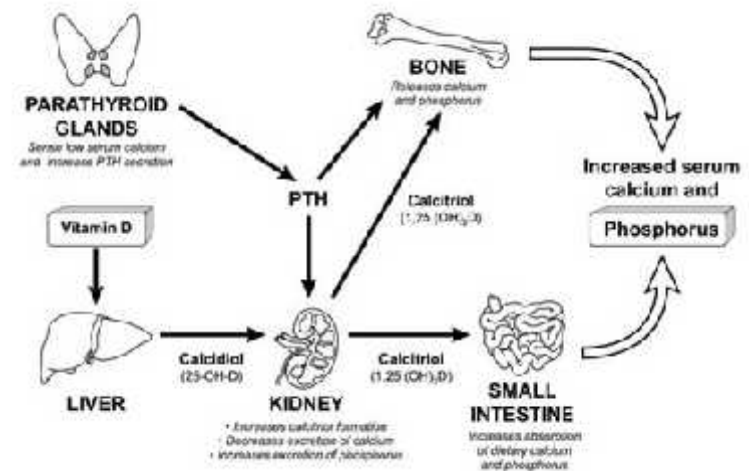 PARATHYROID
GLANDS
Sense low serum calcium
and increase PTH secretion
BONE
Releases calcium
and phosphorus
PTH
Calcitriol
(1,25 (OH)₂D)
Increased serum
calcium and
Phosphorus
Vitamin D
LIVER
Calcidiol
(25-OH-D)
KIDNEY
• Increases calcitriol formation
• Decreases excretion of calcium
• Increases excretion of phosphorus
Calcitriol
(1,25 (OH)₂D)
SMALL
INTESTINE
Increases absorption
of dietary calcium
and phosphorus